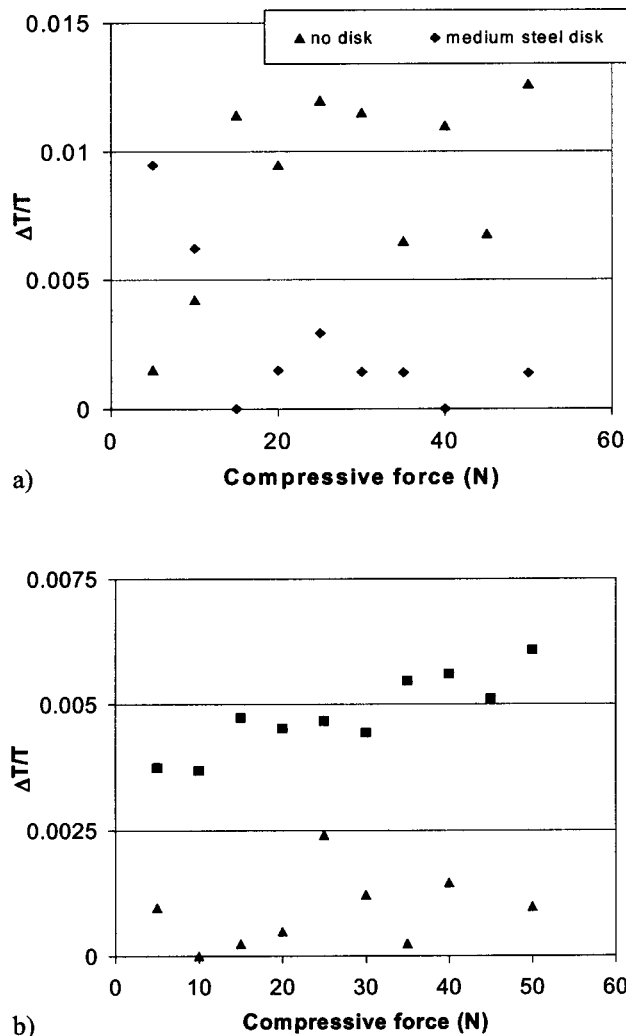 0.015
▲ no disk ◆ medium steel disk
0.01
ΔT/T
0.005
0
0 20 40 60
Compressive force (N)
a)
0.0075
0.005
ΔT/T
0.0025
0
0 10 20 30 40 50 60
Compressive force (N)
b)